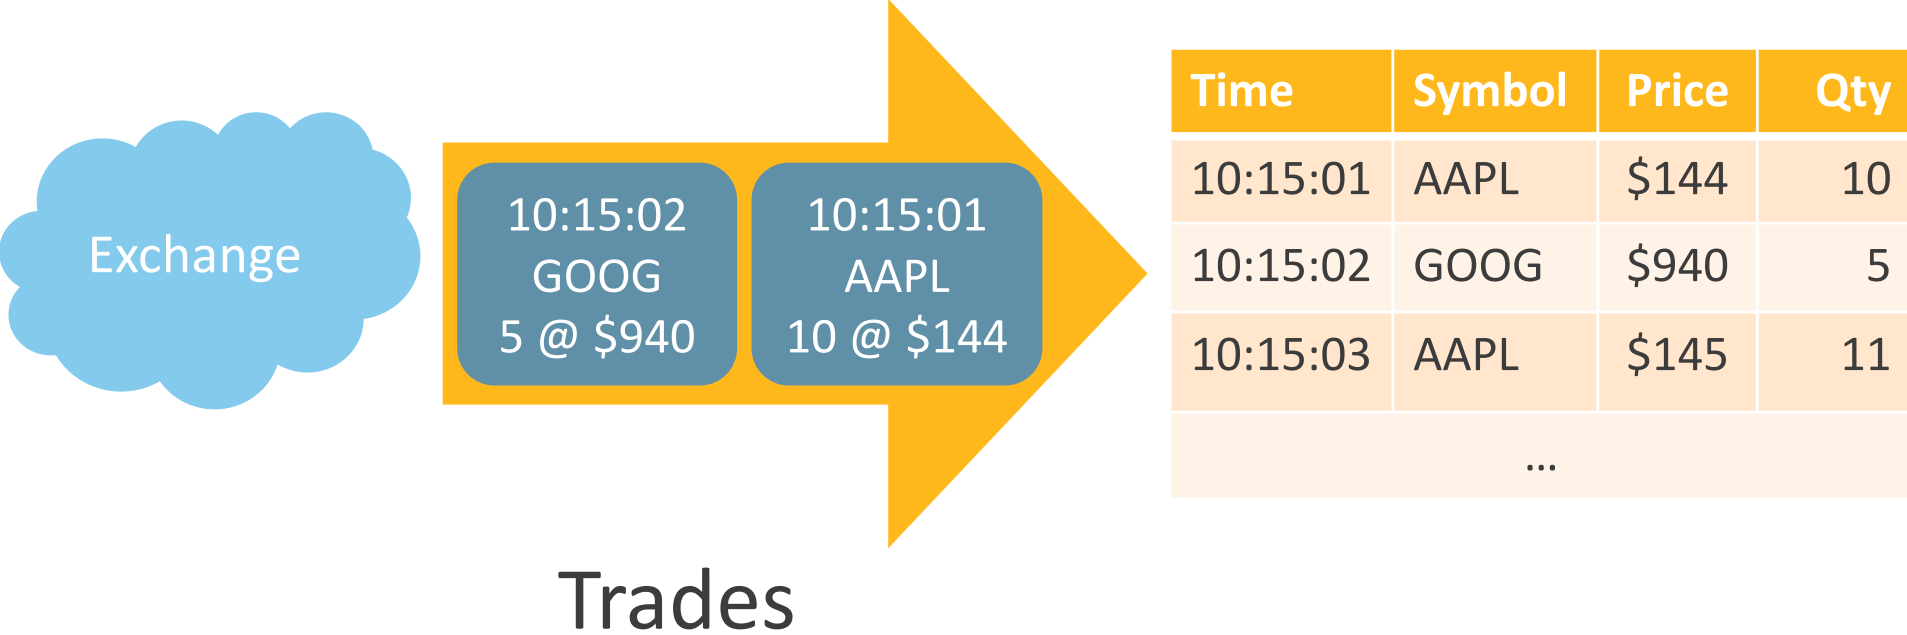 Exchange
10:15:02
GOOG
5 @ $940
10:15:01
AAPL
10 @ $144
Trades
Time Symbol Price Qty
10:15:01 AAPL $144 10
10:15:02 GOOG $940 5
10:15:03 AAPL $145 11
...